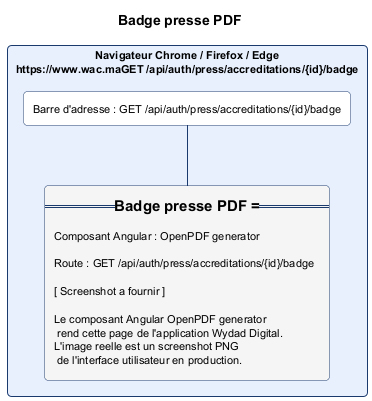 Badge presse PDF
Navigateur Chrome / Firefox / Edge
https://www.wac.maGET /api/auth/press/accreditations/{id}/badge
Barre d'adresse : GET /api/auth/press/accreditations/{id}/badge
Badge presse PDF =
Composant Angular : OpenPDF generator
Route : GET /api/auth/press/accreditations/{id}/badge
[ Screenshot a fournir ]
Le composant Angular OpenPDF generator
rend cette page de l'application Wydad Digital.
L'image reelle est un screenshot PNG
de l'interface utilisateur en production.